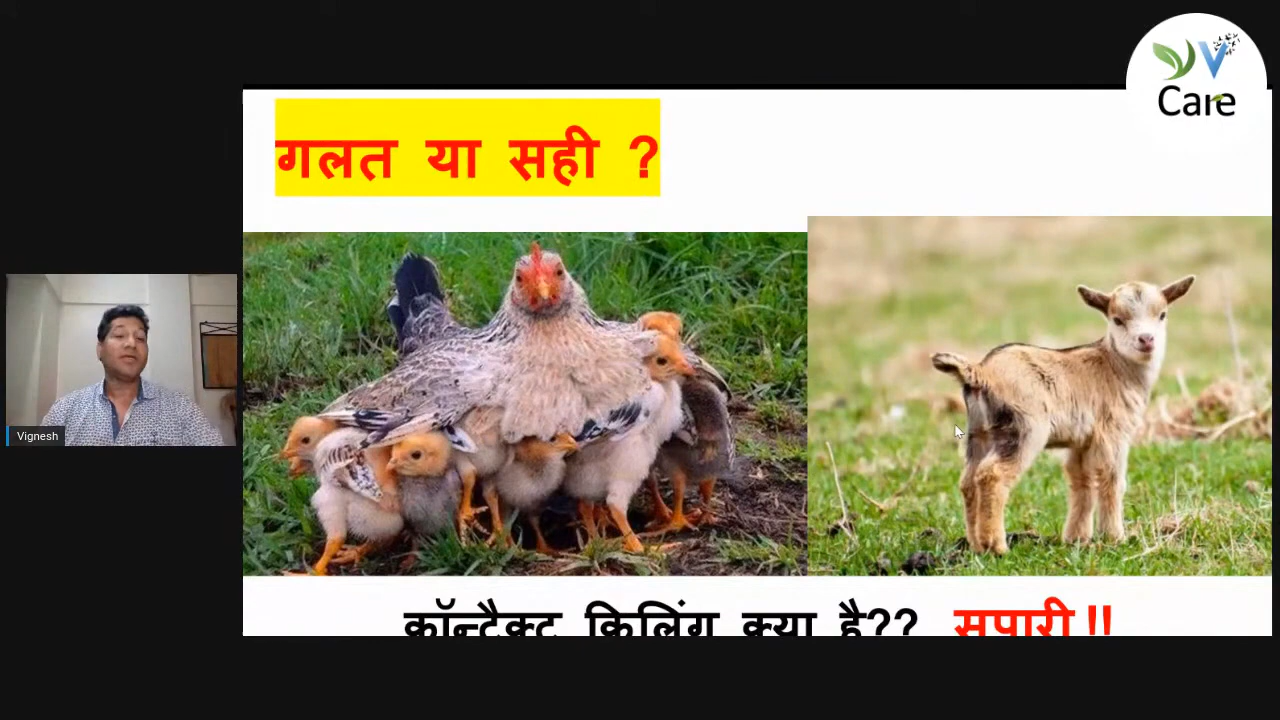 Care
गलत या सही ?
Vignesh
कॉन्टैक्ट किलिंग क्या है?? सुपारी !!